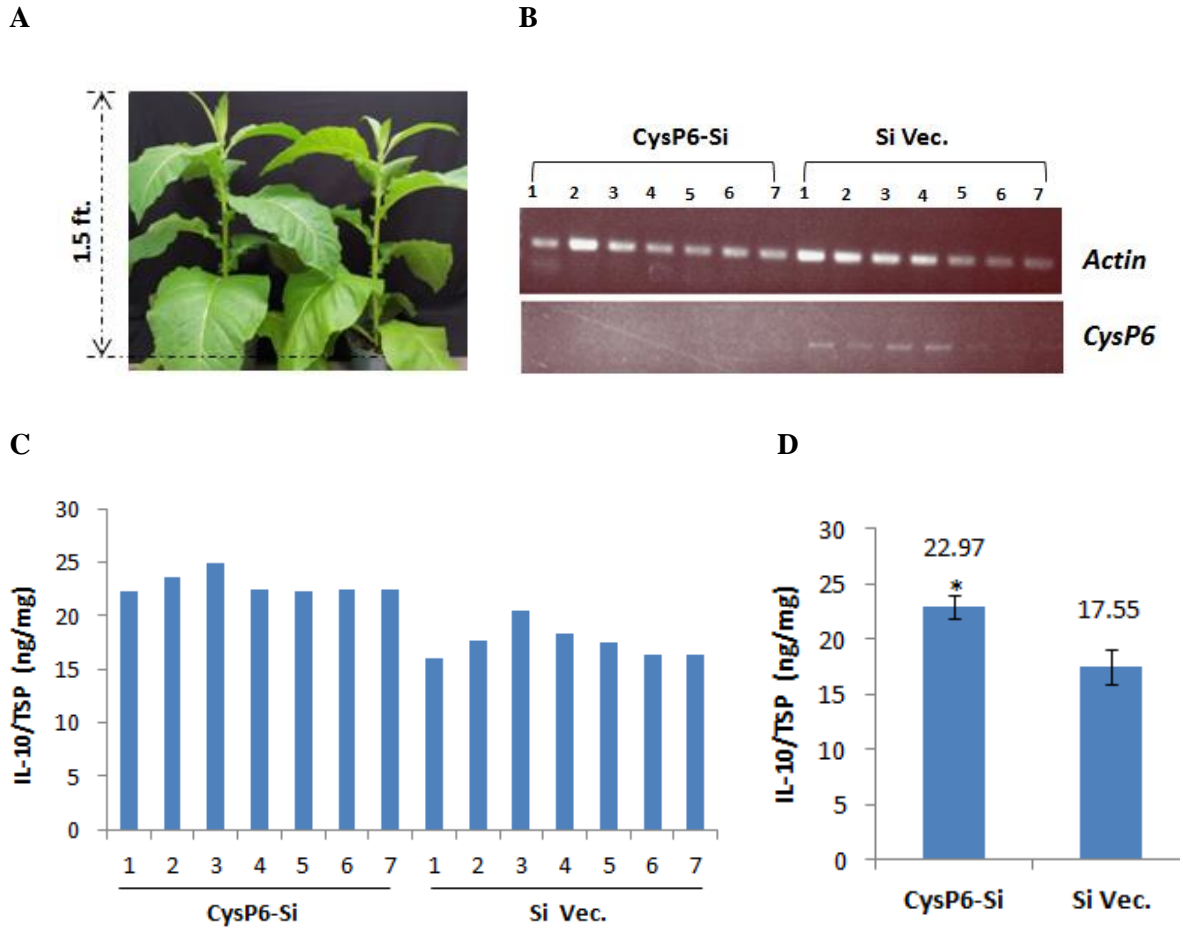 A
B
1.5 ft.
CysP6-Si Si Vec.
1 2 3 4 5 6 7 1 2 3 4 5 6 7
Actin
CysP6
C
D
IL-10/TSP (ng/mg)
30
25
20
15
10
5
0
1 2 3 4 5 6 7 1 2 3 4 5 6 7
CysP6-Si Si Vec.
IL-10/TSP (ng/mg)
30
25
20
15
10
5
0
22.97
*
17.55
CysP6-Si Si Vec.